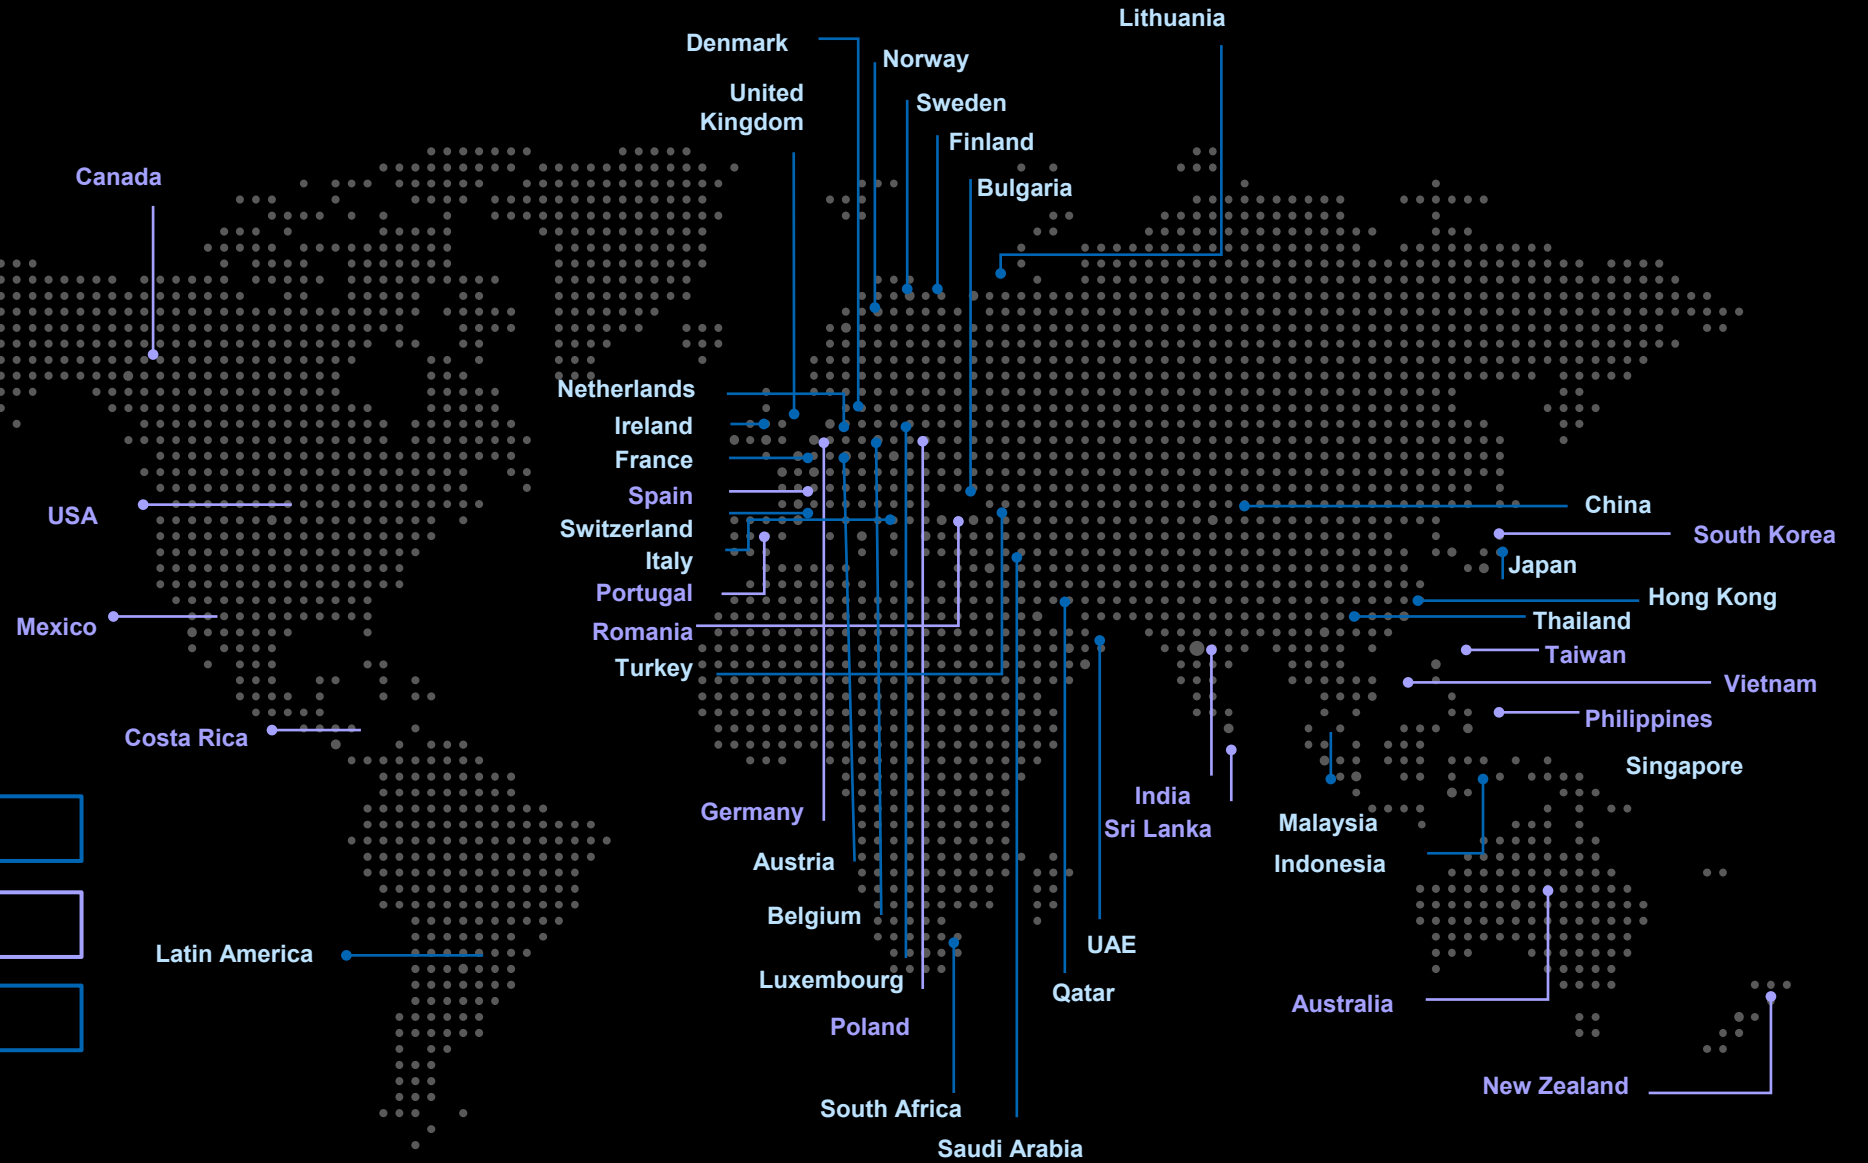 Lithuania
Denmark
Norway
United
Kingdom
Sweden
Finland
Canada
Bulgaria
Netherlands
Ireland
France
Spain
USA
Switzerland
China
South Korea
Italy
Japan
Portugal
Hong Kong
Mexico
Romania
Thailand
Turkey
Taiwan
Vietnam
Costa Rica
Philippines
Singapore
India
Germany
Sri Lanka
Malaysia
Austria
Indonesia
Belgium
Latin America
UAE
Luxembourg
Qatar
Australia
Poland
New Zealand
South Africa
Saudi Arabia